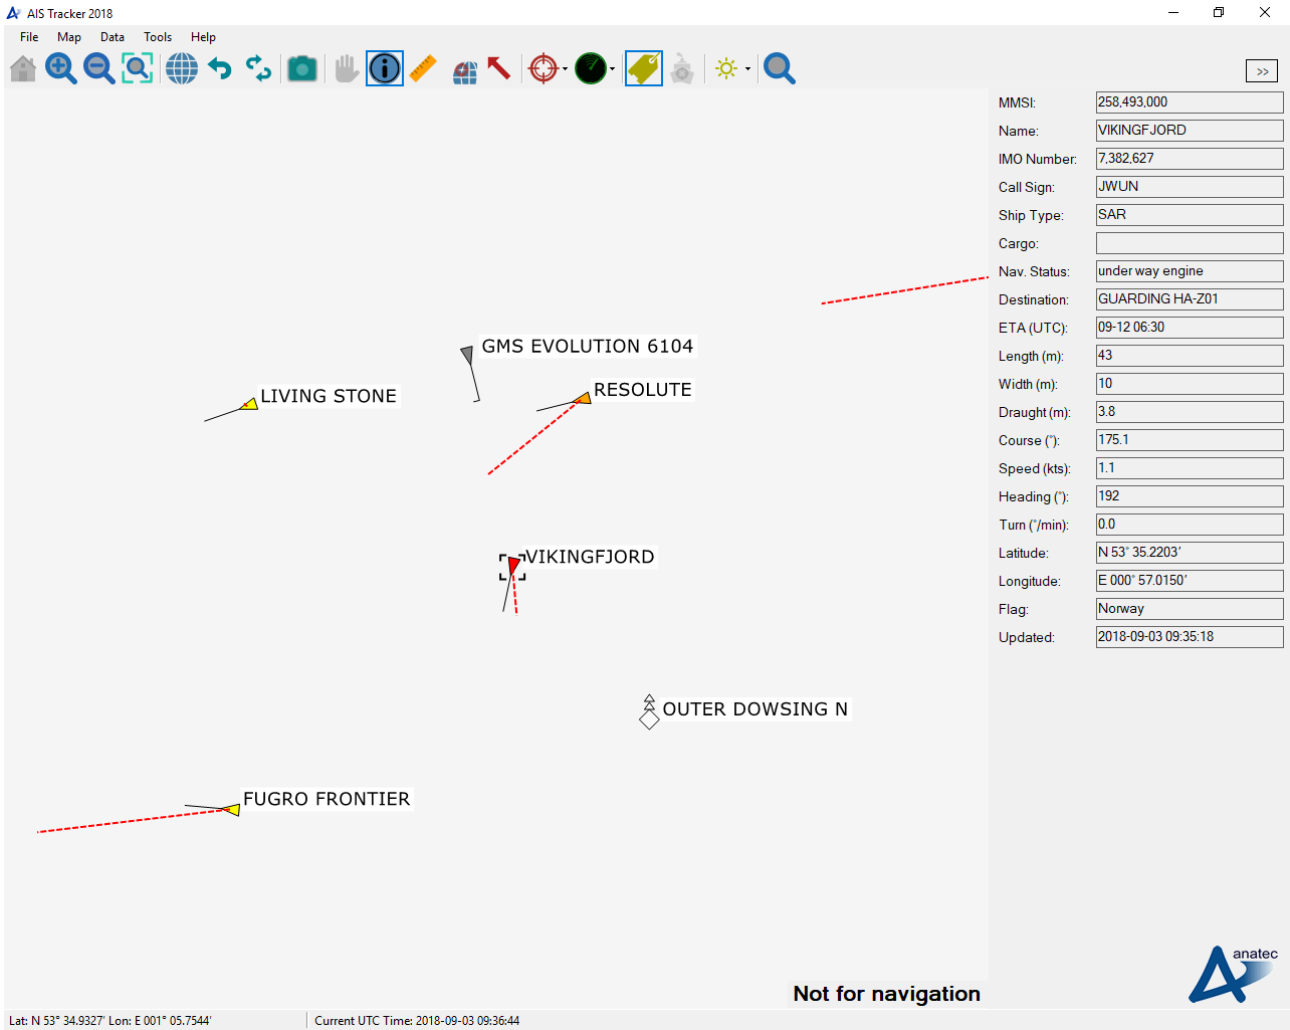 AIS Tracker 2018
File Map Data Tools Help
>>
MMSI: 258,493,000
Name: VIKINGFJORD
IMO Number: 7,382,627
Call Sign: JWUN
Ship Type: SAR
Cargo:
Nav. Status: under way engine
Destination: GUARDING HA-Z01
ETA (UTC): 09-12 06:30
Length (m): 43
Width (m): 10
Draught (m): 3.8
Course (°): 175.1
Speed (kts): 1.1
Heading (°): 192
Turn (°/min): 0.0
Latitude: N 53° 35.2203'
Longitude: E 000° 57.0150'
Flag: Norway
Updated: 2018-09-03 09:35:18
GMS EVOLUTION 6104
RESOLUTE
LIVING STONE
VIKINGFJORD
OUTER DOWSING N
FUGRO FRONTIER
anatec
Not for navigation
Lat: N 53° 34.9327' Lon: E 001° 05.7544'
Current UTC Time: 2018-09-03 09:36:44